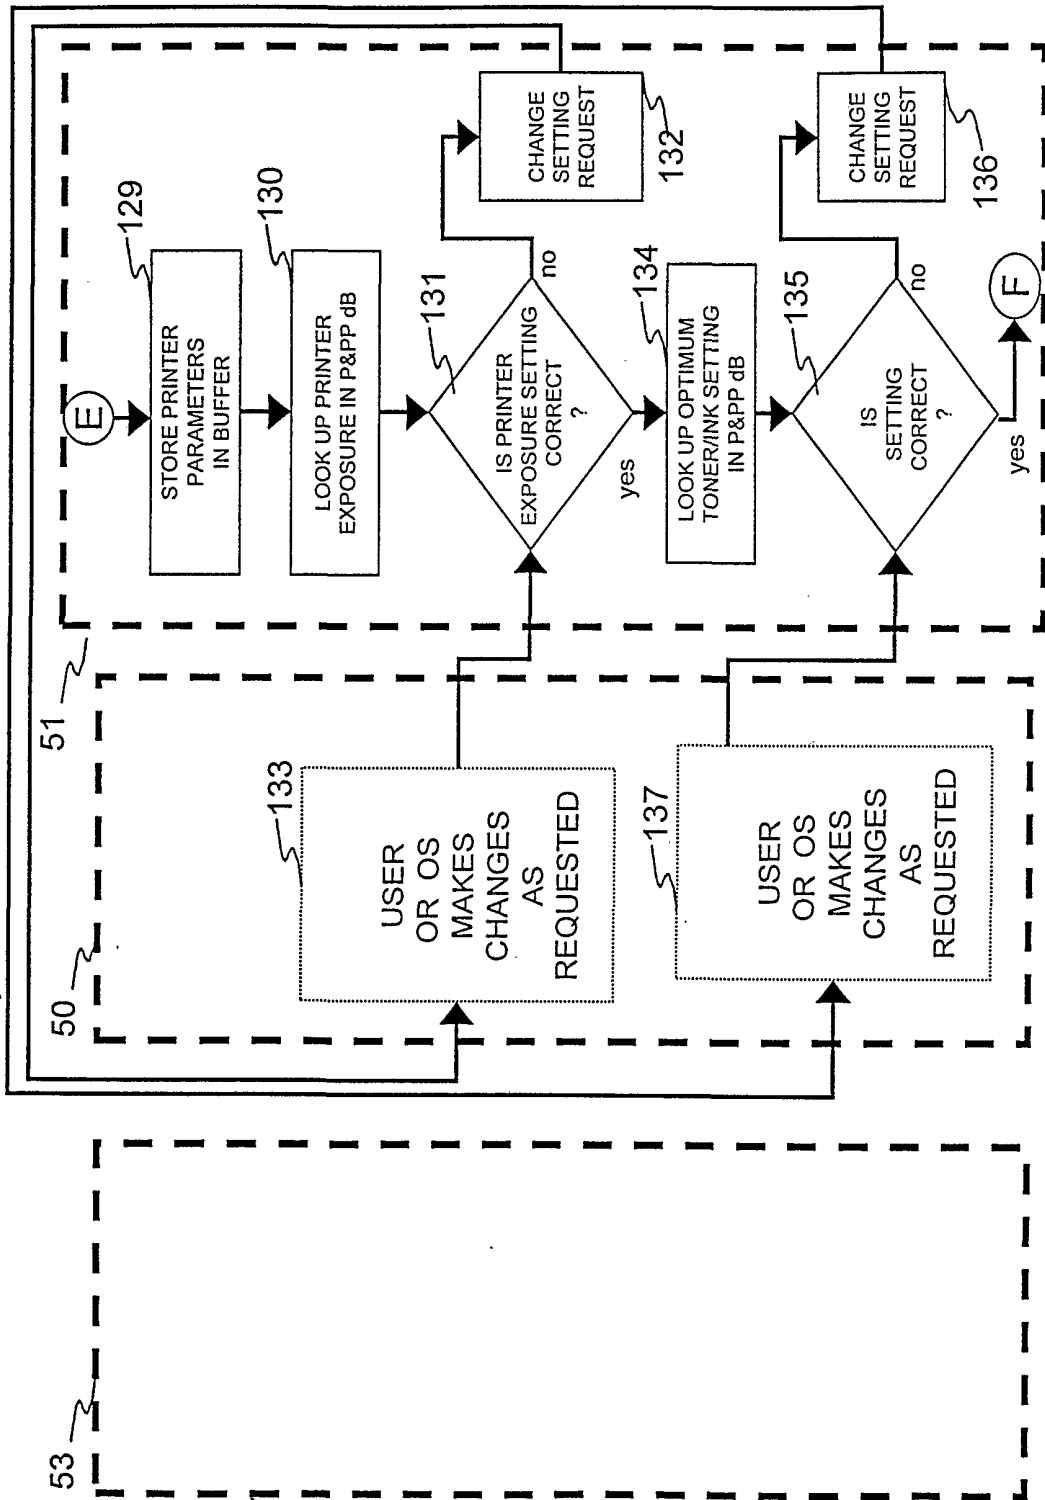 53
50
51
E
129
STORE PRINTER
PARAMETERS
IN BUFFER
130
LOOK UP PRINTER
EXPOSURE IN P&PP dB
131
IS PRINTER
EXPOSURE SETTING
CORRECT
?
no
yes
CHANGE
SETTING
REQUEST
132
133
USER
OR OS
MAKES
CHANGES
AS
REQUESTED
134
LOOK UP OPTIMUM
TONER/INK SETTING
IN P&PP dB
135
IS
SETTING
CORRECT
?
no
yes
CHANGE
SETTING
REQUEST
136
137
USER
OR OS
MAKES
CHANGES
AS
REQUESTED
F